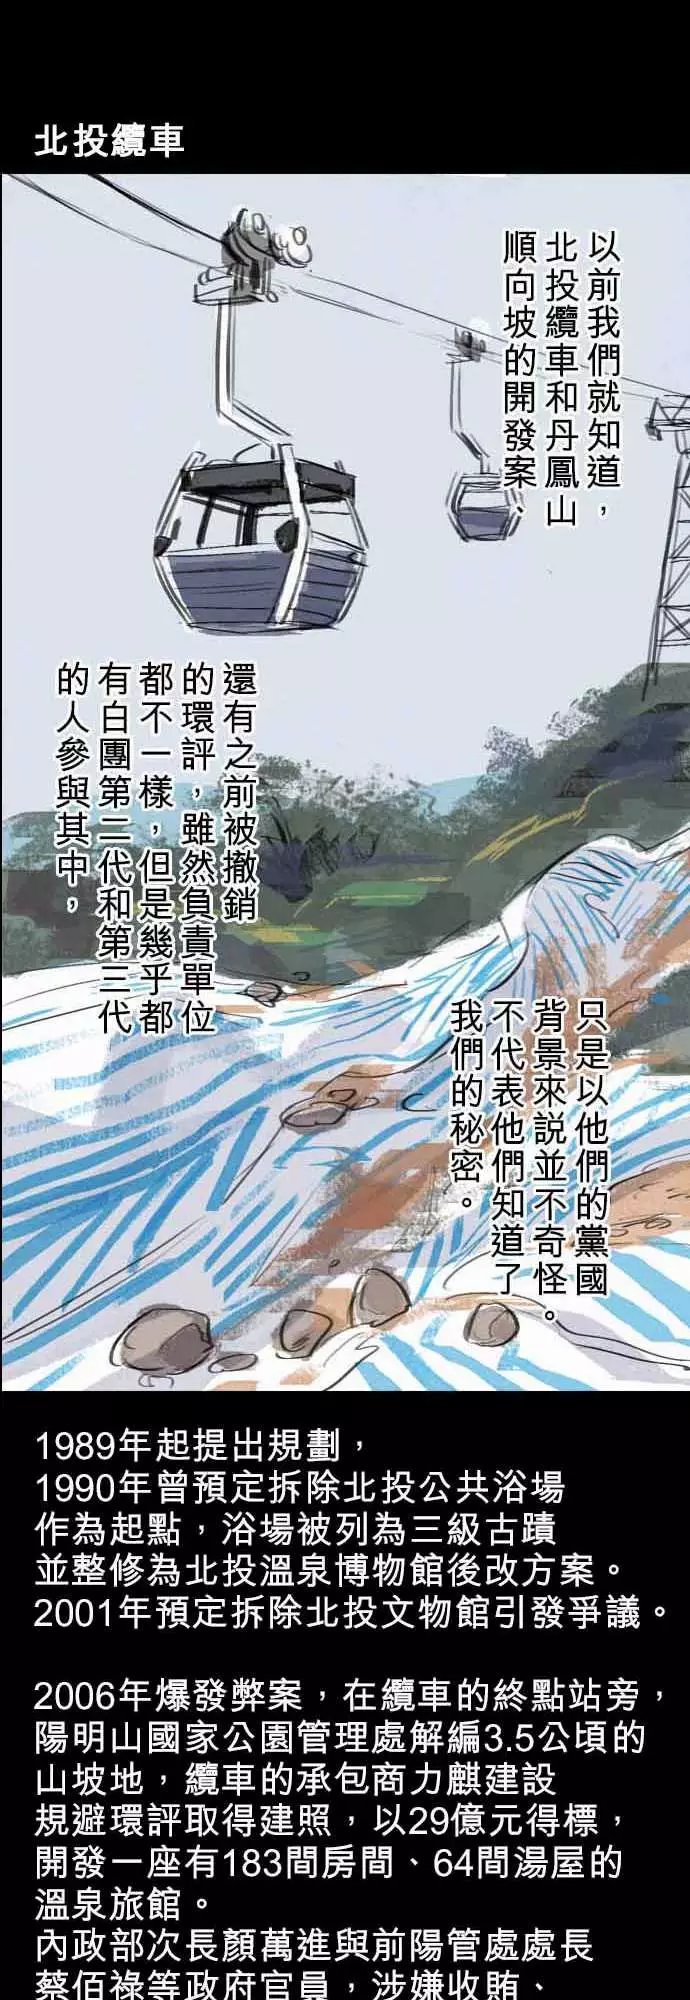 北投纜車
以前我們就知道，
北投纜車和丹鳳山
順向坡的開發案、
還有之前被撤銷
的環評，雖然負責單位
都不一樣，但是幾乎都
有白團第二代和第三代
的人參與其中，
只是以他們的黨國
背景來說並不奇怪。
不代表他們知道了
我們的秘密。
1989年起提出規劃，
1990年曾預定拆除北投公共浴場
作為起點，浴場被列為三級古蹟
並整修為北投溫泉博物館後改方案。
2001年預定拆除北投文物館引發爭議。
2006年爆發弊案，在纜車的終點站旁，
陽明山國家公園管理處解編3.5公頃的
山坡地，纜車的承包商力麒建設
規避環評取得建照，以29億元得標，
開發一座有183間房間、64間湯屋的
溫泉旅館。
內政部次長顏萬進與前陽管處處長
蔡佰祿等政府官員，涉嫌收賄、